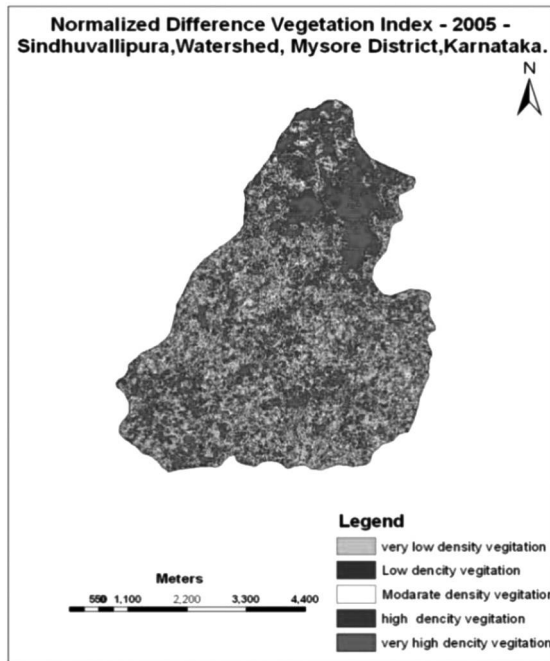 Normalized Difference Vegetation Index - 2005 -
Sindhuvallipura,Watershed, Mysore District,Karnataka.
N
Legend
very low density vegitation
Low dencity vegitation
Modarate density vegitation
high dencity vegitation
very high dencity vegitation
Meters
550 1,100 2,200 3,300 4,400